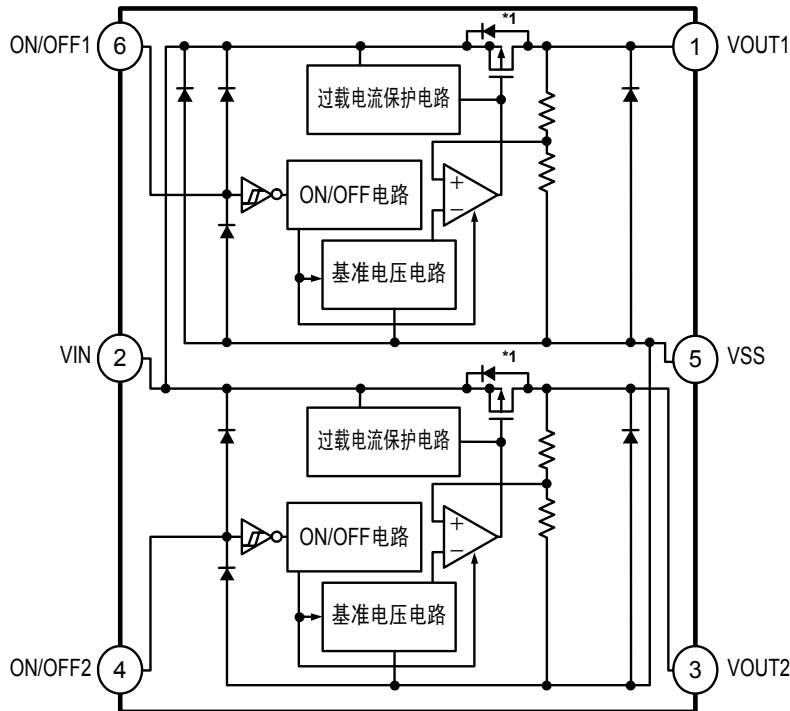 *1
ON/OFF1
6
1
VOUT1
过载电流保护电路
+
−
ON/OFF电路
基准电压电路
VIN
2
*1
5
VSS
过载电流保护电路
+
−
ON/OFF电路
基准电压电路
ON/OFF2
4
3
VOUT2